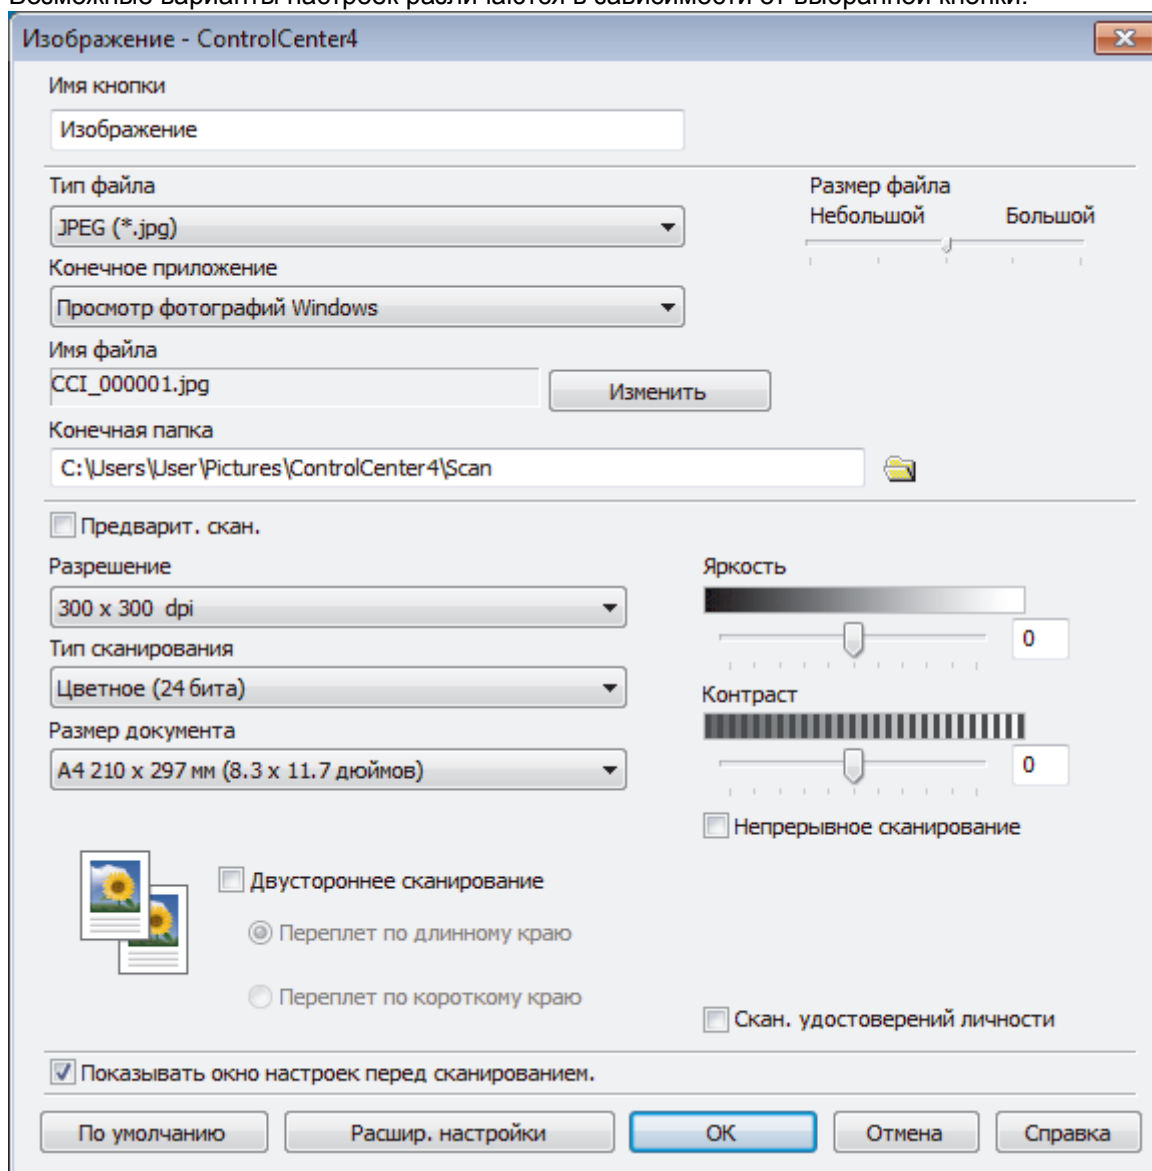 Возможные варианты настроек различаются в зависимости от выбранной кнопки.
Изображение - ControlCenter4
Имя кнопки
Изображение
Тип файла
JPEG (*.jpg)
Размер файла
Небольшой Большой
Конечное приложение
Просмотр фотографий Windows
Имя файла
CCI_000001.jpg
Изменить
Конечная папка
C:\Users\User\Pictures\ControlCenter4\Scan
Предварит. скан.
Разрешение
300 x 300 dpi
Тип сканирования
Цветное (24 бита)
Размер документа
A4 210 x 297 мм (8.3 x 11.7 дюймов)
Яркость
0
Контраст
0
Непрерывное сканирование
Двустороннее сканирование
Переплет по длинному краю
Переплет по короткому краю
Скан. удостоверений личности
Показывать окно настроек перед сканированием.
По умолчанию
Расшир. настройки
OK
Отмена
Справка